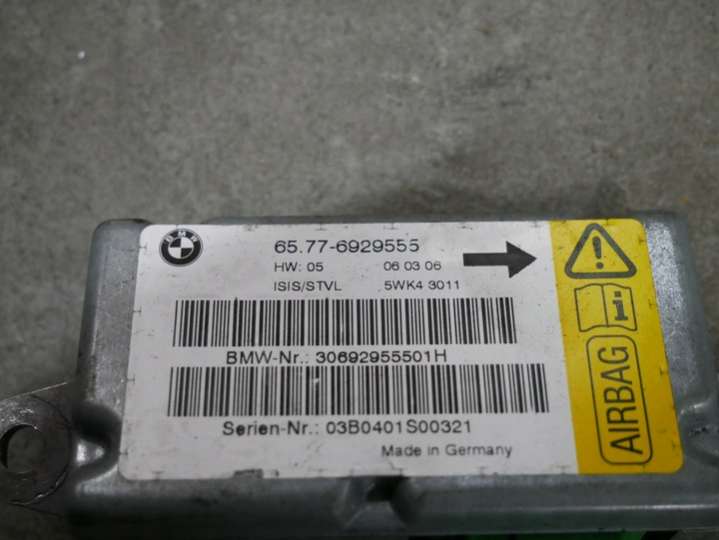 BMW
65.77-6929555
HW: 05 06 03 06
ISIS/STVL 5WK4 3011
BMW-Nr.: 30692955501H
Serien-Nr.: 03B0401S00321
Made in Germany
AIRBAG